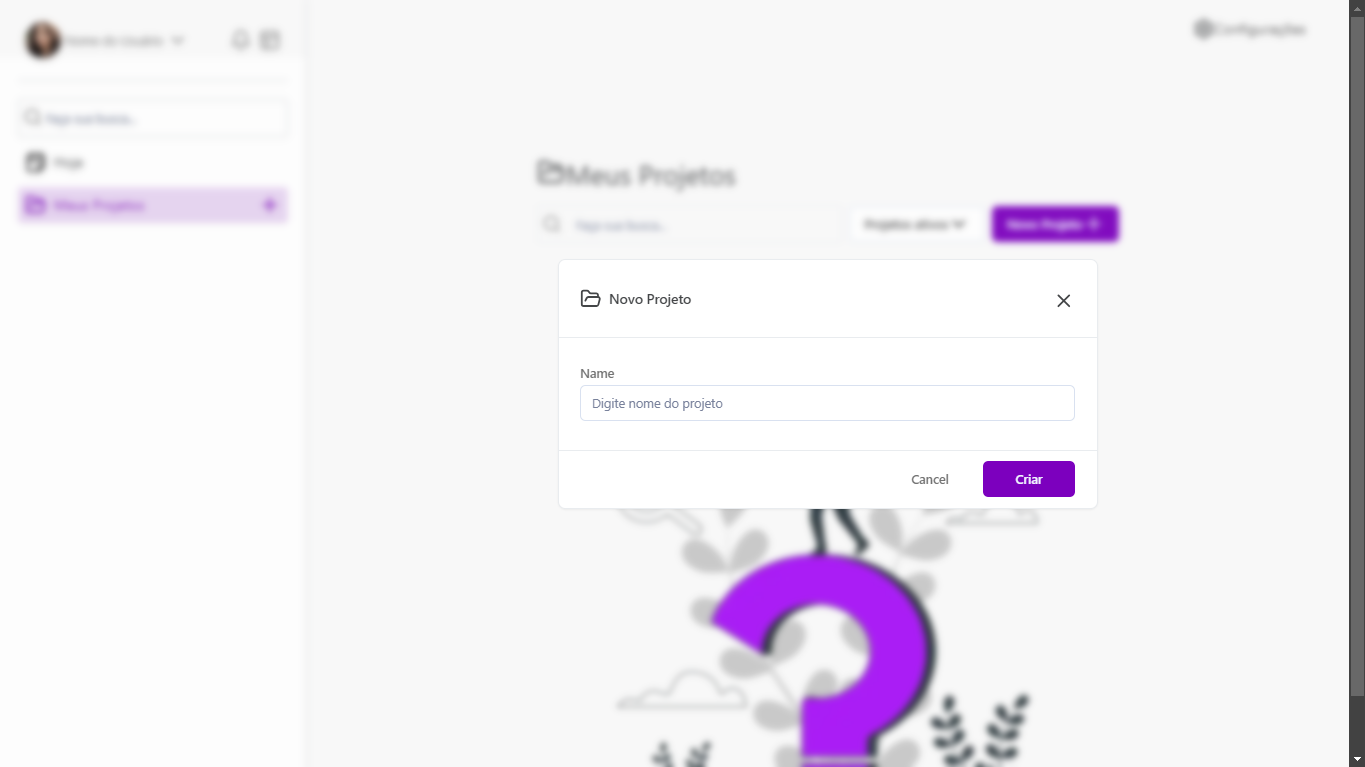 Nome do Usuário
Configurações
Faça sua busca...
Hoje
Meus Projetos
Meus Projetos
Faça sua busca...
Projetos ativos
Novo Projeto
Novo Projeto
Name
Digite nome do projeto
Cancel
Criar